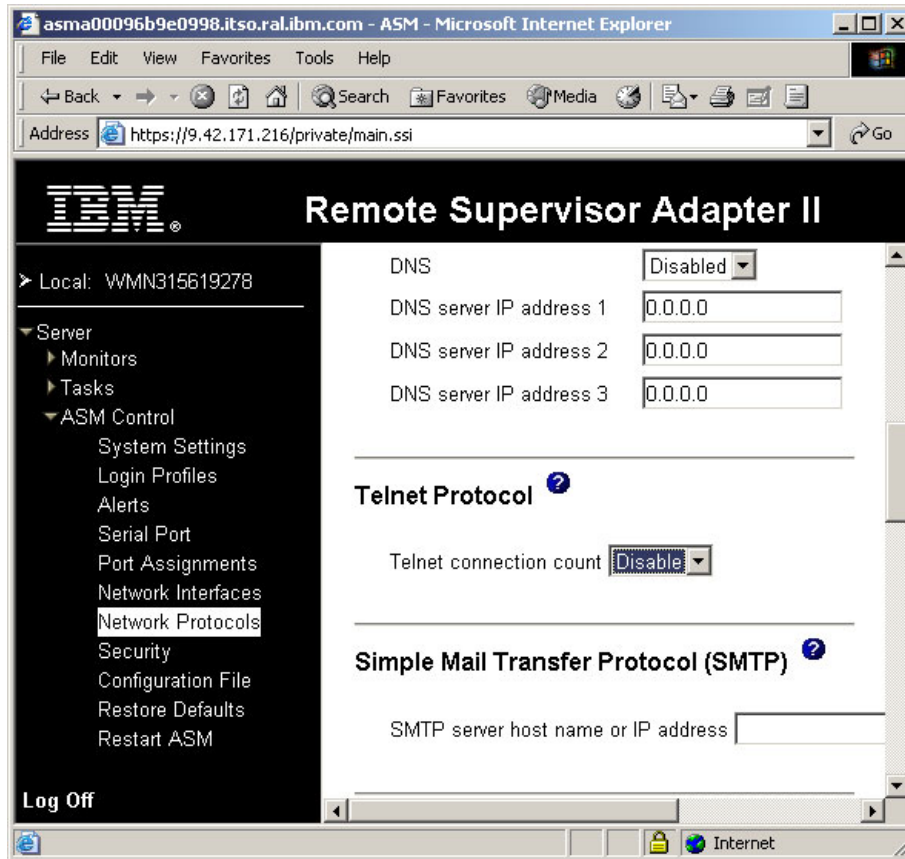 asma00096b9e0998.itso.ral.ibm.com - ASM - Microsoft Internet Explorer
File Edit View Favorites Tools Help
Back Search Favorites Media
Address https://9.42.171.216/private/main.ssi Go
IBM® Remote Supervisor Adapter II
Local: WMN315619278
Server
Monitors
Tasks
ASM Control
System Settings
Login Profiles
Alerts
Serial Port
Port Assignments
Network Interfaces
Network Protocols
Security
Configuration File
Restore Defaults
Restart ASM
Log Off
DNS Disabled
DNS server IP address 1 0.0.0.0
DNS server IP address 2 0.0.0.0
DNS server IP address 3 0.0.0.0
Telnet Protocol ?
Telnet connection count Disable
Simple Mail Transfer Protocol (SMTP) ?
SMTP server host name or IP address
Internet